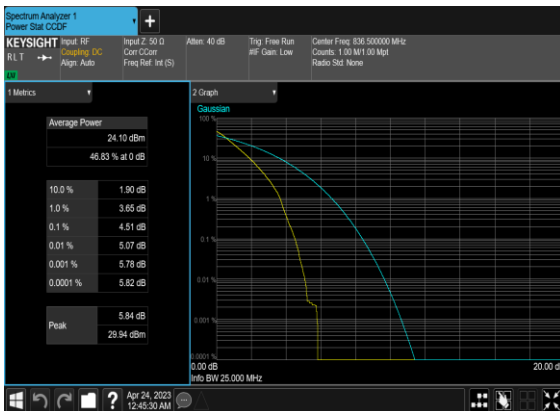 Spectrum Analyzer 1
Power Stat CCDF
KEYSIGHT
Input: RF
Coupling: DC
Align: Auto
Input Z: 50 Ω
Corr CCorr
Freq Ref: Int (S)
Atten: 40 dB
Trig: Free Run
#IF Gain: Low
Center Freq: 836.500000 MHz
Counts: 1.00 M/1.00 Mpt
Radio Std: None
RLT
1 Metrics
2 Graph
Average Power
24.10 dBm
46.83 % at 0 dB
10.0 % 1.90 dB
1.0 % 3.65 dB
0.1 % 4.51 dB
0.01 % 5.07 dB
0.001 % 5.78 dB
0.0001 % 5.82 dB
Peak
5.84 dB
29.94 dBm
Gaussian
100 %
10 %
1 %
0.1 %
0.01 %
0.001 %
0.0001 %
0.00 dB
20.00 d
Info BW 25.000 MHz
Apr 24, 2023
12:45:30 AM